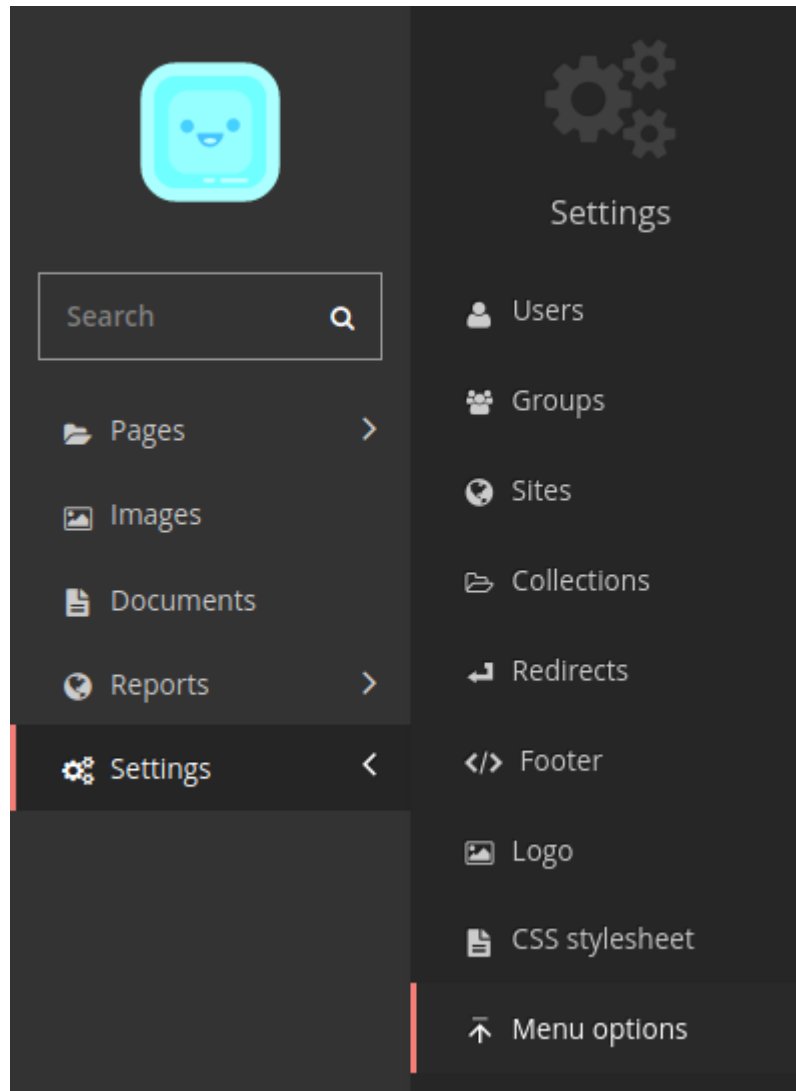 Search
Pages
Images
Documents
Reports
Settings
Settings
Users
Groups
Sites
Collections
Redirects
Footer
Logo
CSS stylesheet
Menu options